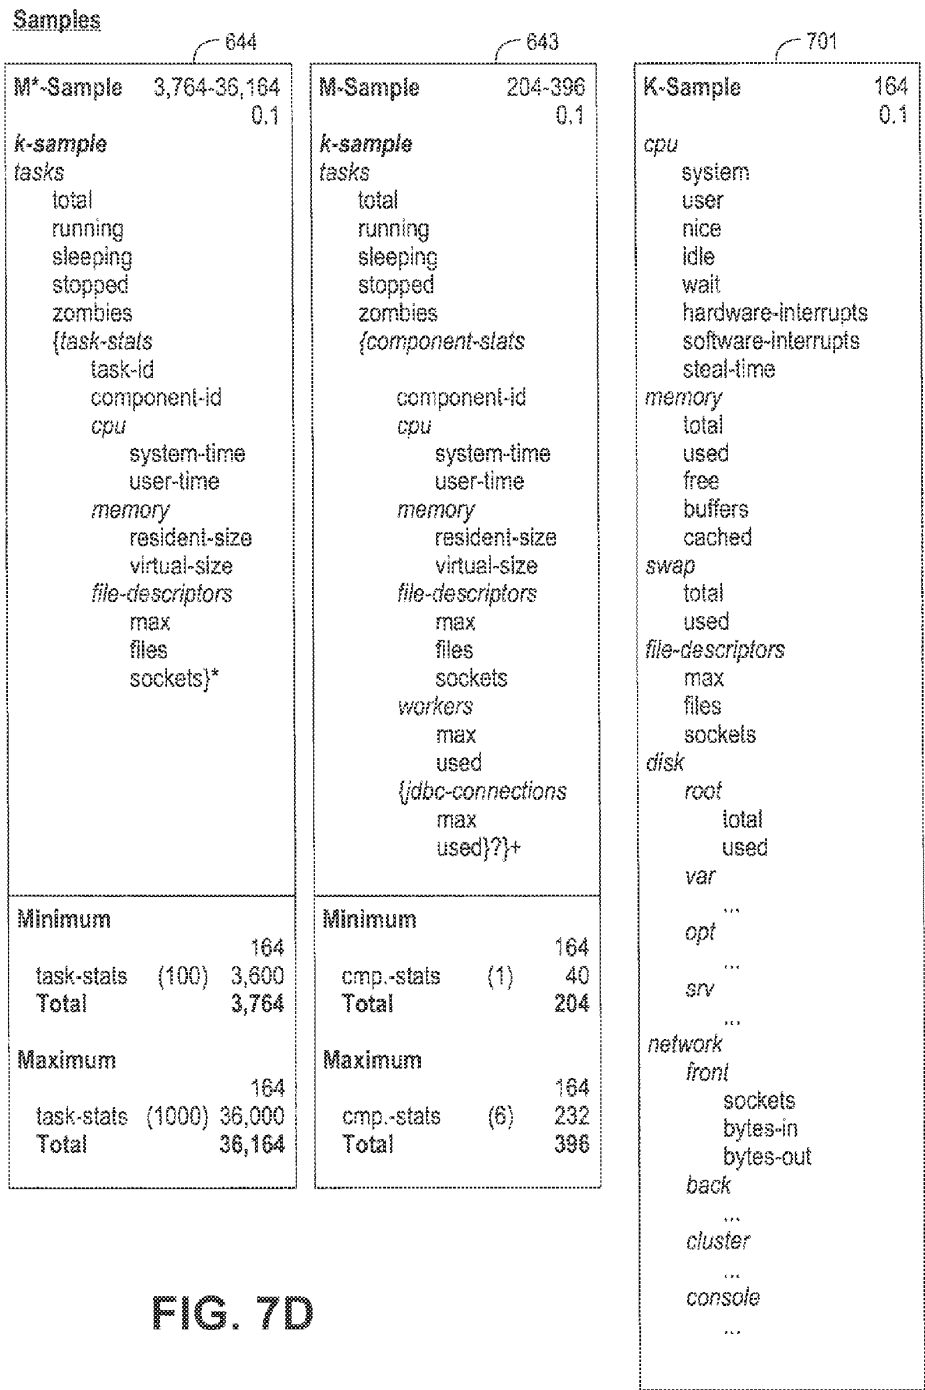 Samples
644
M*-Sample 3,764-36,164
0.1
k-sample
tasks
total
running
sleeping
stopped
zombies
{task-stats
task-id
component-id
cpu
system-time
user-time
memory
resident-size
virtual-size
file-descriptors
max
files
sockets}*
Minimum
164
task-stats (100) 3,600
Total 3,764
Maximum
164
task-stats (1000) 36,000
Total 36,164
643
M-Sample 204-396
0.1
k-sample
tasks
total
running
sleeping
stopped
zombies
{component-stats
component-id
cpu
system-time
user-time
memory
resident-size
virtual-size
file-descriptors
max
files
sockets
workers
max
used
{jdbc-connections
max
used}?}+
Minimum
164
cmp.-stats (1) 40
Total 204
Maximum
164
cmp.-stats (6) 232
Total 396
701
K-Sample 164
0.1
cpu
system
user
nice
idle
wait
hardware-interrupts
software-interrupts
steal-time
memory
total
used
free
buffers
cached
swap
total
used
file-descriptors
max
files
sockets
disk
root
total
used
var
...
opt
...
srv
...
network
front
sockets
bytes-in
bytes-out
back
...
cluster
...
console
...
FIG. 7D